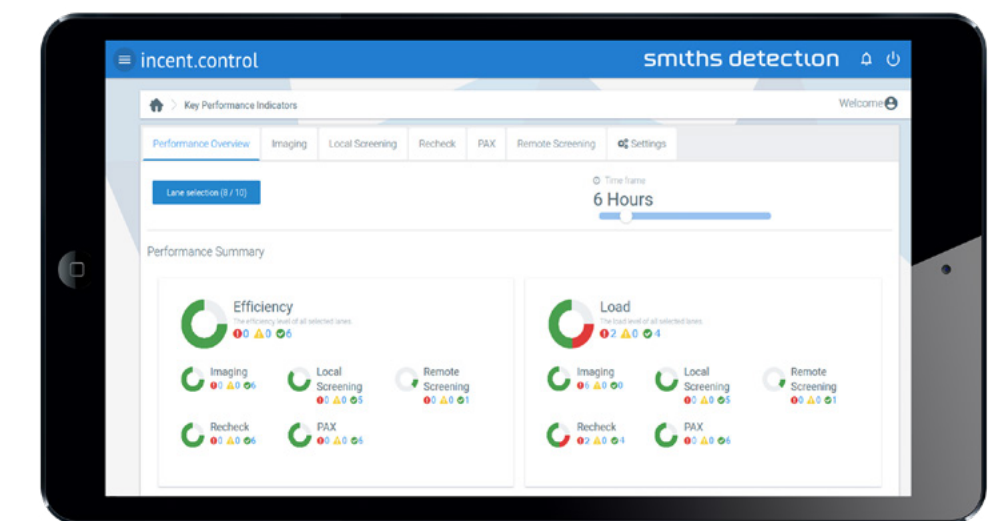 incent.control
smiths detection
Key Performance Indicators
Welcome
Performance Overview Imaging Local Screening Recheck PAX Remote Screening Settings
Lane selection (8 / 10)
Time frame
6 Hours
Performance Summary
Efficiency
The efficiency level of all selected lanes
0 0 6
Imaging
0 0 6
Local
Screening
0 0 5
Remote
Screening
0 0 1
Recheck
0 0 6
PAX
0 0 6
Load
The load level of all selected lanes
2 0 4
Imaging
6 0 0
Local
Screening
0 0 5
Remote
Screening
0 0 1
Recheck
2 0 4
PAX
0 0 6